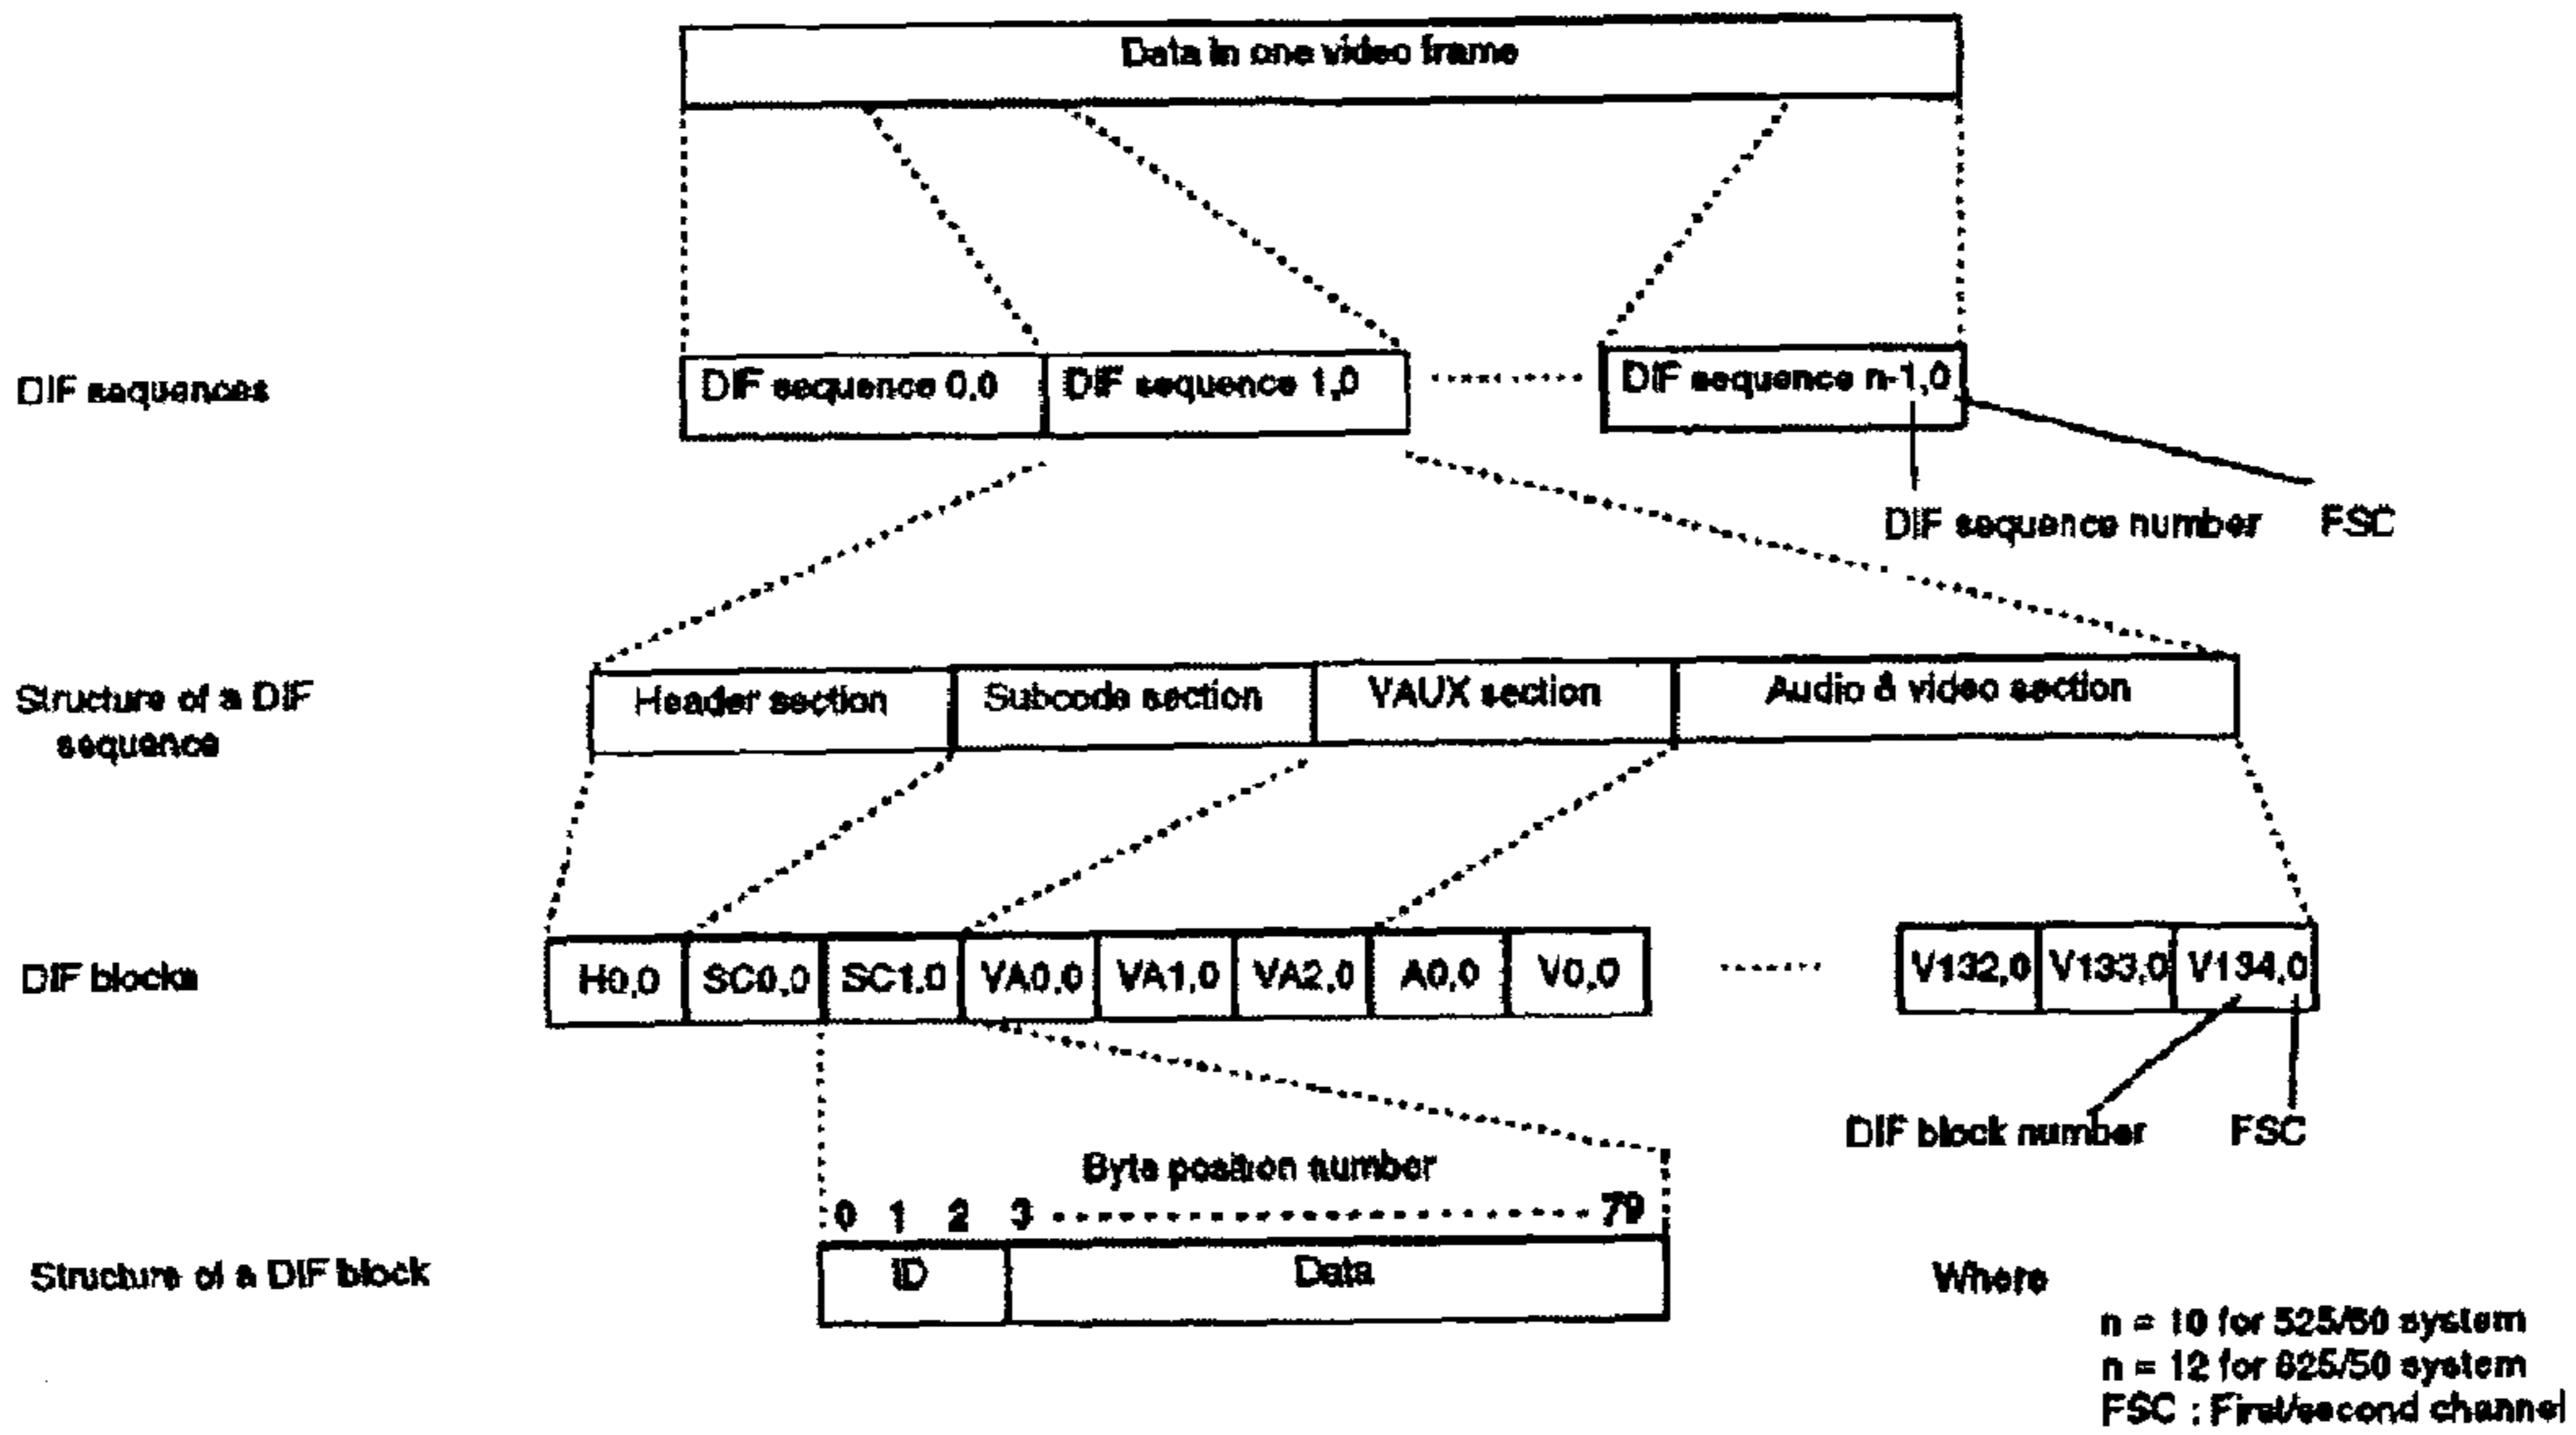 Data in one video frame
DIF sequences
DIF sequence 0,0
DIF sequence 1,0
DIF sequence n-1,0
DIF sequence number
FSC
Structure of a DIF
sequence
Header section
Subcode section
VAUX section
Audio & video section
DIF blocks
H0,0
SC0,0
SC1,0
VA0,0
VA1,0
VA2,0
A0,0
V0,0
V132,0
V133,0
V134,0
DIF block number
FSC
Byte position number
0 1 2 3 79
Structure of a DIF block
ID
Data
Where
n = 10 for 525/60 system
n = 12 for 625/50 system
FSC : First/second channel